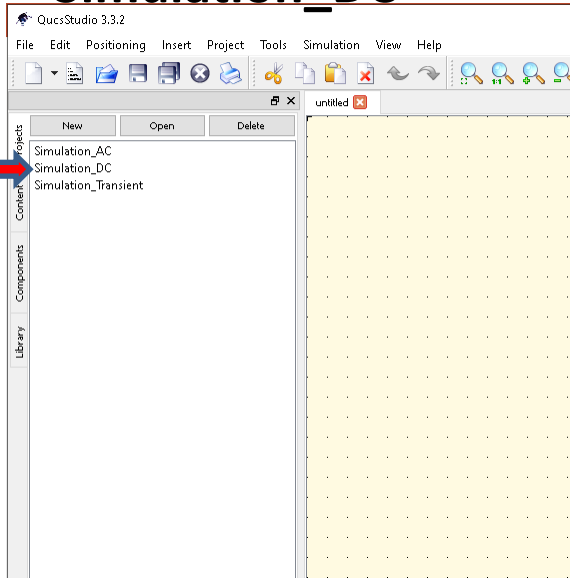 Simulation_DC
QucsStudio 3.3.2
File Edit Positioning Insert Project Tools Simulation View Help
untitled
New Open Delete
Projects
Content
Components
Library
Simulation_AC
Simulation_DC
Simulation_Transient